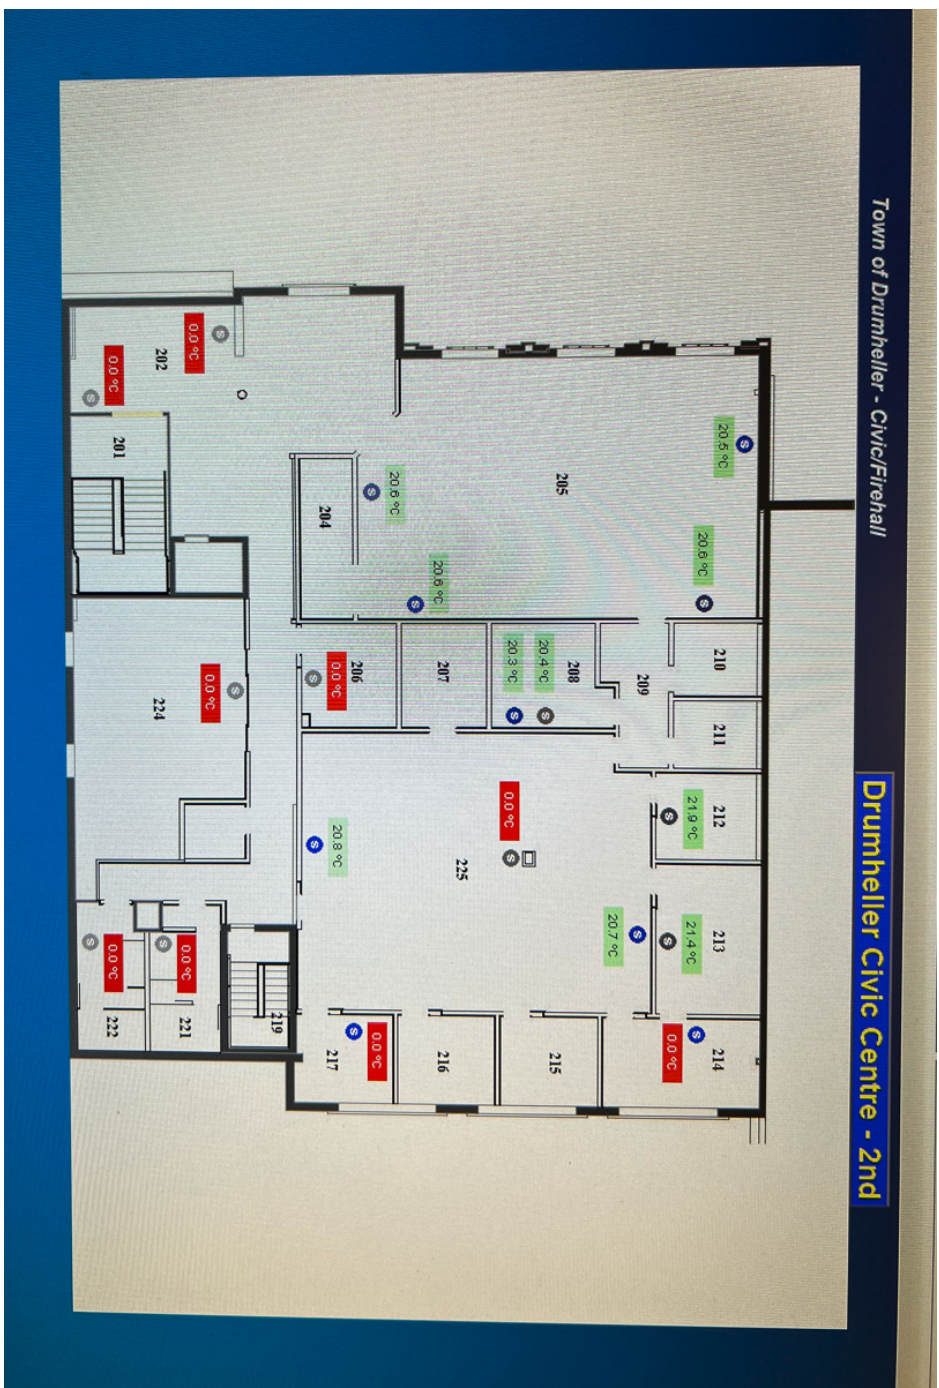 Town of Drumheller - Civic/Firehall
Drumheller Civic Centre - 2nd
S
20.5 °C
210
211
212
213
214
20.6 °C
S
21.9 °C
21.4 °C
S
S
S
0.0 °C
209
S
20.7 °C
205
208
215
20.4 °C
S
20.3 °C
S
0.0 °C
S
225
20.6 °C
207
216
S
20.6 °C
0.0 °C
S
206
S
0.0 °C
20.8 °C
217
204
S
S
219
S
S
0.0 °C
0.0 °C
0.0 °C
221
202
224
S
201
0.0 °C
0.0 °C
222
S
S